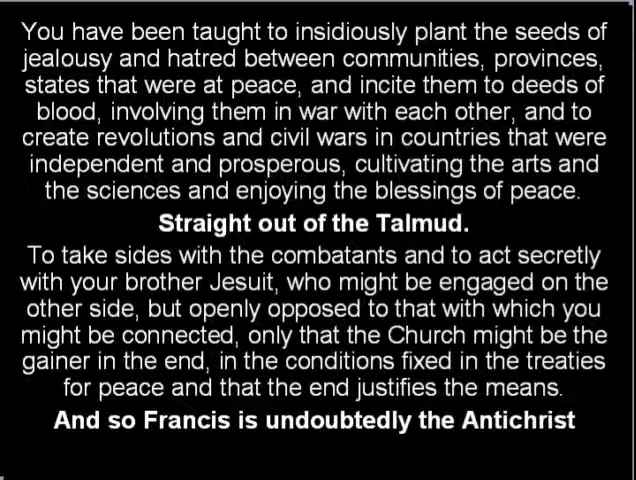 You have been taught to insidiously plant the seeds of
jealousy and hatred between communities, provinces,
states that were at peace, and incite them to deeds of
blood, involving them in war with each other, and to
create revolutions and civil wars in countries that were
independent and prosperous, cultivating the arts and
the sciences and enjoying the blessings of peace.
Straight out of the Talmud.
To take sides with the combatants and to act secretly
with your brother Jesuit, who might be engaged on the
other side, but openly opposed to that with which you
might be connected, only that the Church might be the
gainer in the end, in the conditions fixed in the treaties
for peace and that the end justifies the means.
And so Francis is undoubtedly the Antichrist